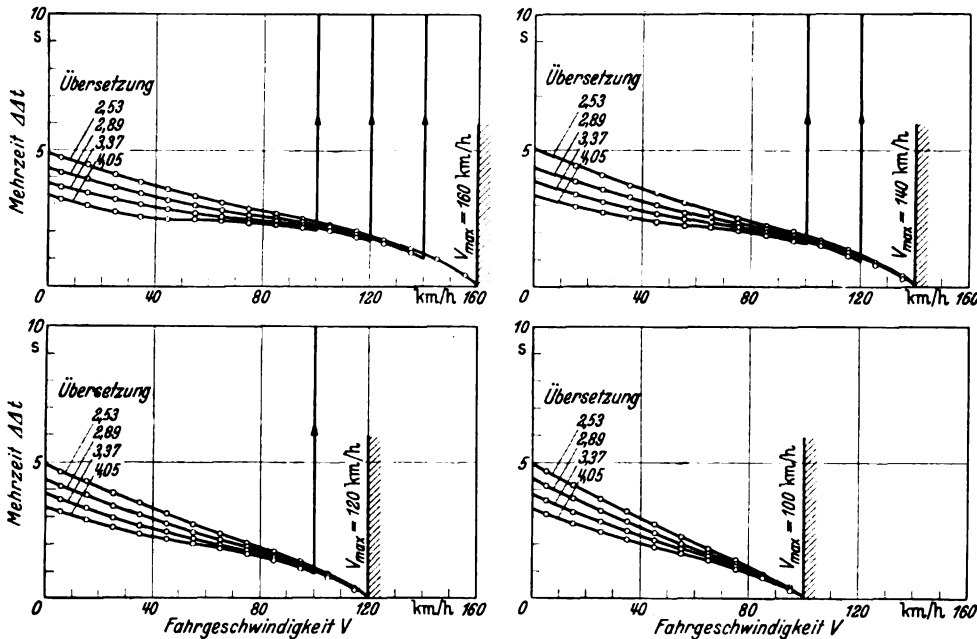 10
s
Mehrzeit ΔΔt
Übersetzung
2,53
2,89
3,37
4,05
5
Vmax = 160 km/h
0
40
80
120
km/h
160
10
s
Übersetzung
2,53
2,89
3,37
4,05
5
Vmax = 140 km/h
0
40
80
120
km/h
160
10
s
Mehrzeit ΔΔt
Übersetzung
2,53
2,89
3,37
4,05
5
Vmax = 120 km/h
0
40
80
120
km/h
160
Fahrgeschwindigkeit V
10
s
Übersetzung
2,53
2,89
3,37
4,05
5
Vmax = 100 km/h
0
40
80
120
km/h
160
Fahrgeschwindigkeit V